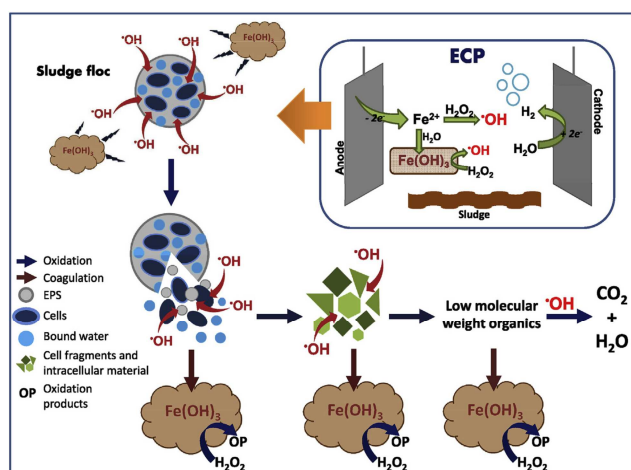 Fe(OH)3
•OH
•OH
•OH
•OH
•OH
•OH
Sludge floc
Fe(OH)3
ECP
Anode
- 2e-
Fe2+
H2O2
•OH
H2O
Fe(OH)3
•OH
H2O2
H2
H2O
+ 2e-
Cathode
Sludge
Oxidation
Coagulation
EPS
Cells
Bound water
Cell fragments and
intracellular material
OP Oxidation
products
•OH
•OH
•OH
•OH
•OH
Low molecular
weight organics
•OH
CO2
+
H2O
Fe(OH)3
OP
H2O2
Fe(OH)3
OP
H2O2
Fe(OH)3
OP
H2O2